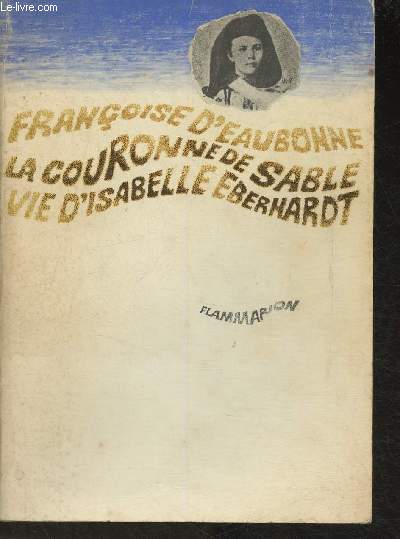 Le-livre.com
FRANÇOISE D'EAUBONNE
LA COURONNE DE SABLE
VIE D'ISABELLE EBERHARDT
FLAMMARION